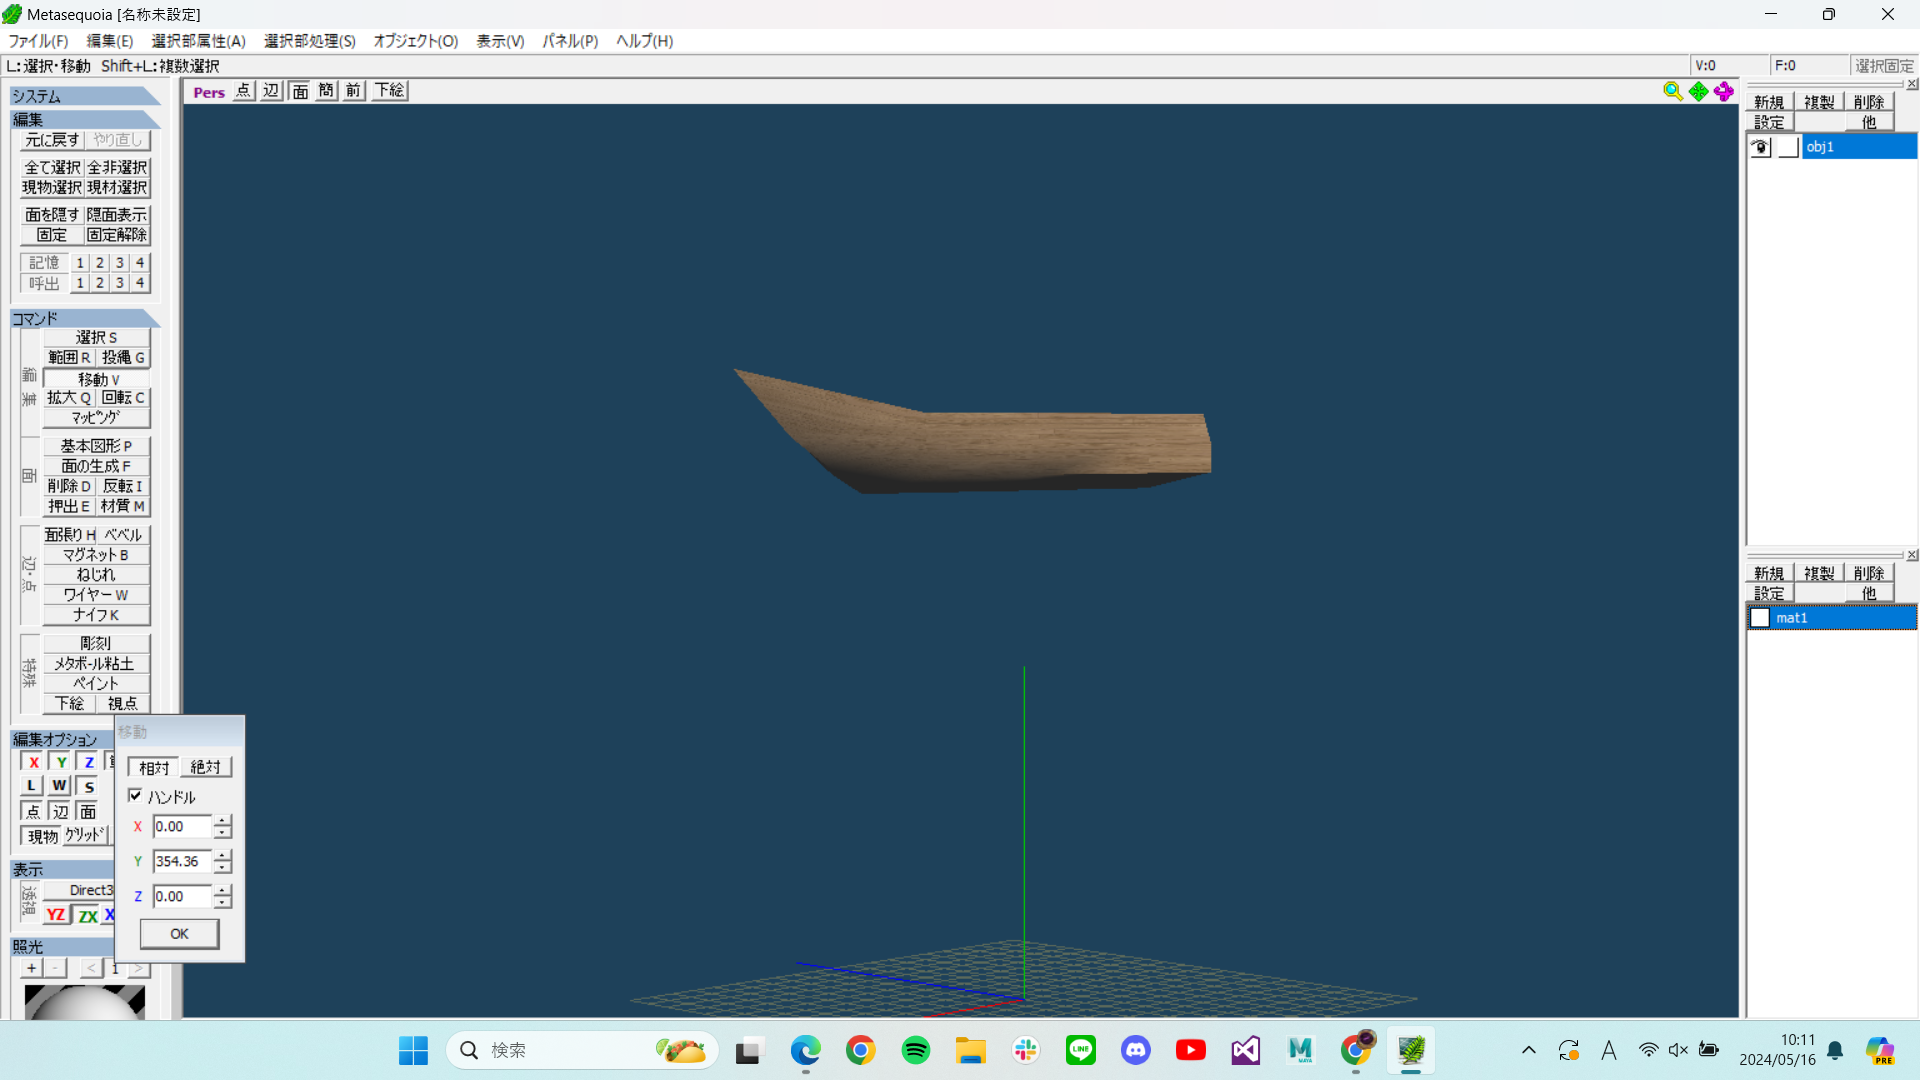 Metasequoia [名称未設定]
ファイル(F) 編集(E) 選択部属性(A) 選択部処理(S) オブジェクト(O) 表示(V) パネル(P) ヘルプ(H)
L:選択・移動 Shift+L:複数選択 V:0 F:0 選択固定
システム
編集
元に戻す やり直し
全て選択 全非選択
現物選択 現材選択
面を隠す 隠面表示
固定 固定解除
記憶 1 2 3 4
呼出 1 2 3 4
コマンド
編集
選択 S
範囲 R 投縄 G
移動 V
拡大 Q 回転 C
マッピング
面
基本図形 P
面の生成 F
削除 D 反転 I
押出 E 材質 M
辺・点
面張り H ベベル
マグネット B
ねじれ
ワイヤー W
ナイフ K
特殊
彫刻
メタボール粘土
ペイント
下絵 視点
編集オプション
X Y Z
L W S
点 辺 面
現物 グリッド
表示
透視
Direct3
YZ ZX X
照光
+ - < 1 >
移動
相対 絶対
ハンドル
X 0.00
Y 354.36
Z 0.00
OK
Pers 点 辺 面 簡 前 下絵
新規 複製 削除
設定 他
obj1
新規 複製 削除
設定 他
mat1
検索
LINE
MAYA
A
10:11
2024/05/16
PRE